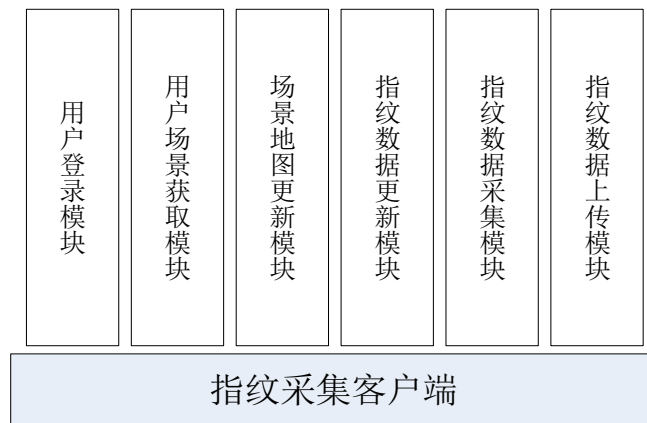 用户登录模块
用户场景获取模块
场景地图更新模块
指纹数据更新模块
指纹数据采集模块
指纹数据上传模块
指纹采集客户端